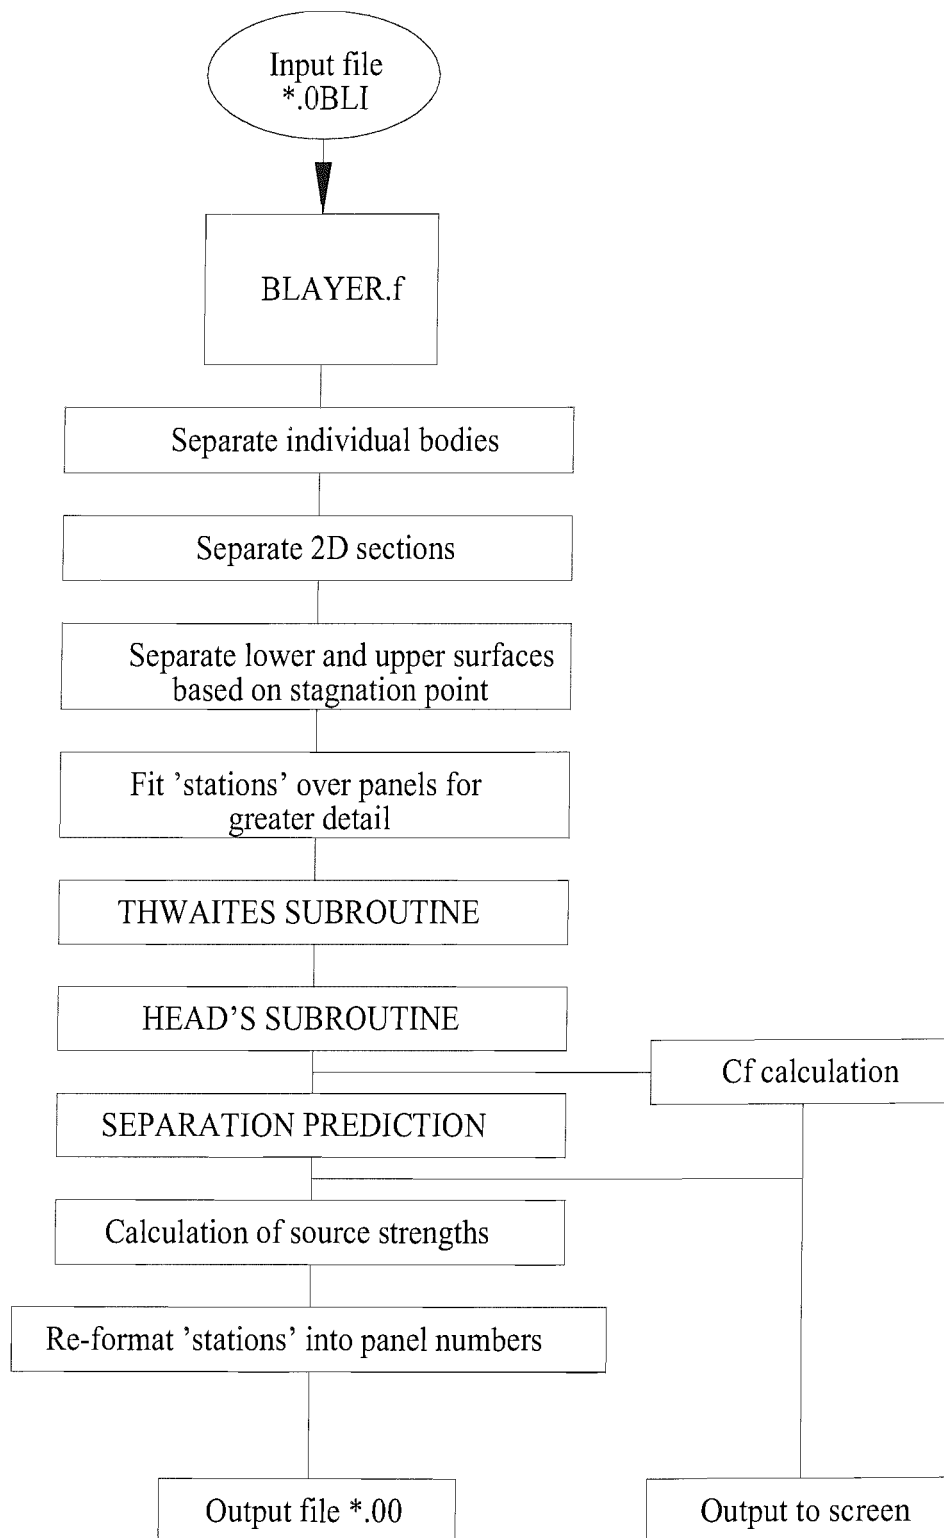 Input file
*.0BLI
BLAYER.f
Separate individual bodies
Separate 2D sections
Separate lower and upper surfaces
based on stagnation point
Fit ’stations’ over panels for
greater detail
THWAITES SUBROUTINE
HEAD’S SUBROUTINE
Cf calculation
SEPARATION PREDICTION
Calculation of source strengths
Re-format ’stations’ into panel numbers
Output file *.00
Output to screen